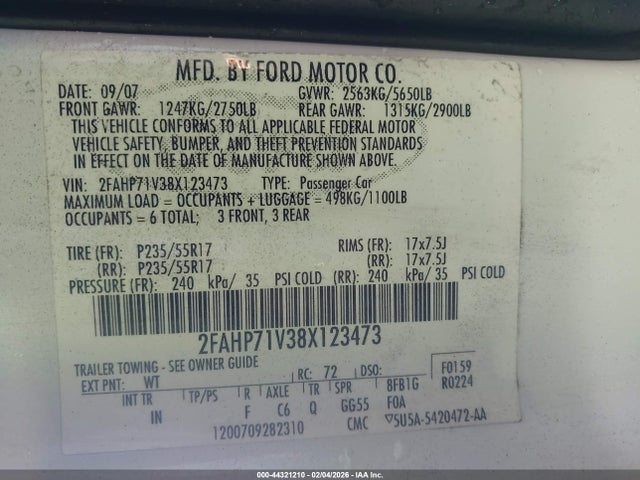 MFD. BY FORD MOTOR CO.
DATE: 09/07 GVWR: 2563KG/5650LB
FRONT GAWR: 1247KG/2750LB REAR GAWR: 1315KG/2900LB
THIS VEHICLE CONFORMS TO ALL APPLICABLE FEDERAL MOTOR
VEHICLE SAFETY, BUMPER, AND THEFT PREVENTION STANDARDS
IN EFFECT ON THE DATE OF MANUFACTURE SHOWN ABOVE.
VIN: 2FAHP71V38X123473 TYPE: Passenger Car
MAXIMUM LOAD = OCCUPANTS + LUGGAGE = 498KG/1100LB
OCCUPANTS = 6 TOTAL; 3 FRONT, 3 REAR
TIRE (FR): P235/55R17 RIMS (FR): 17x7.5J
(RR): P235/55R17 (RR): 17x7.5J
PRESSURE (FR): 240 kPa/ 35 PSI COLD (RR): 240 kPa/ 35 PSI COLD
2FAHP71V38X123473
TRAILER TOWING - SEE OWNER GUIDE F0159
EXT PNT: WT RC: 72 DSO: R0224
INT TR TP/PS R AXLE TR SPR 8FB1G
IN F C6 Q GG55 F0A
1200709282310 CMC 5U5A-5420472-AA
000-44321210 - 02/04/2026 - IAA Inc.